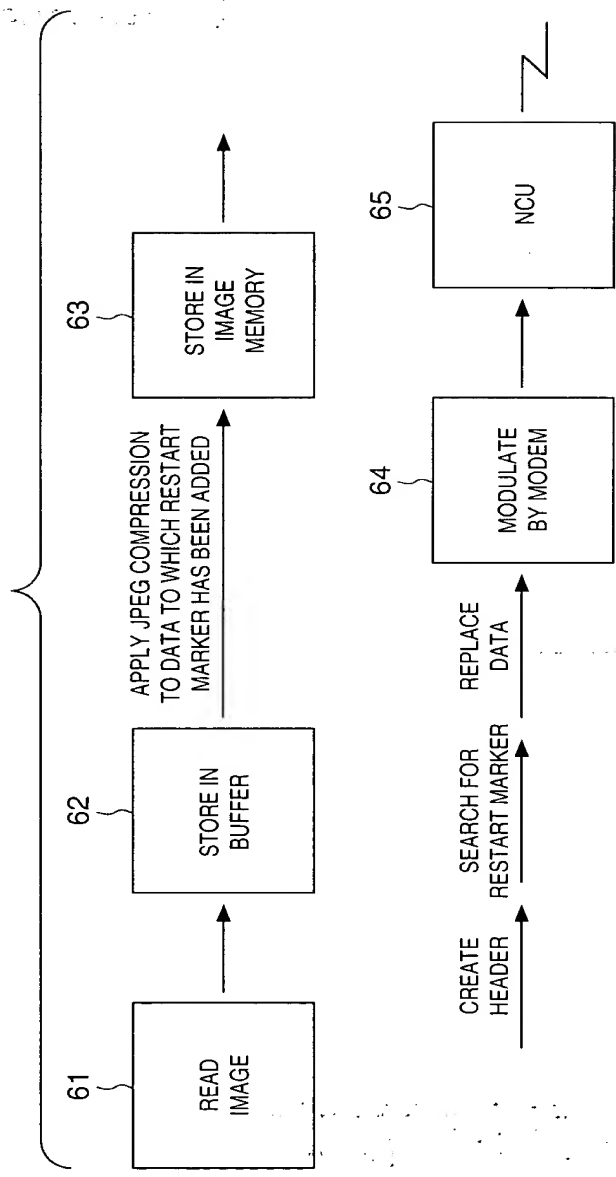 61
READ
IMAGE
62
STORE IN
BUFFER
APPLY JPEG COMPRESSION
TO DATA TO WHICH RESTART
MARKER HAS BEEN ADDED
63
STORE IN
IMAGE
MEMORY
CREATE
HEADER
SEARCH FOR
RESTART MARKER
REPLACE
DATA
64
MODULATE
BY MODEM
65
NCU